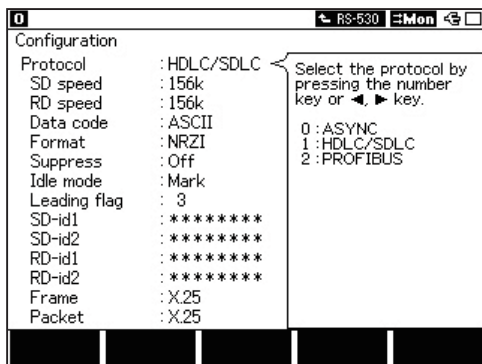 0 RS-530 Mon
Configuration
Protocol :HDLC/SDLC
SD speed :156k
RD speed :156k
Data code :ASCII
Format :NRZI
Suppress :Off
Idle mode :Mark
Leading flag : 3
SD-id1 :********
SD-id2 :********
RD-id1 :********
RD-id2 :********
Frame :X.25
Packet :X.25
Select the protocol by
pressing the number
key or ◀, ▶ key.
0 :ASYNC
1 :HDLC/SDLC
2 :PROFIBUS